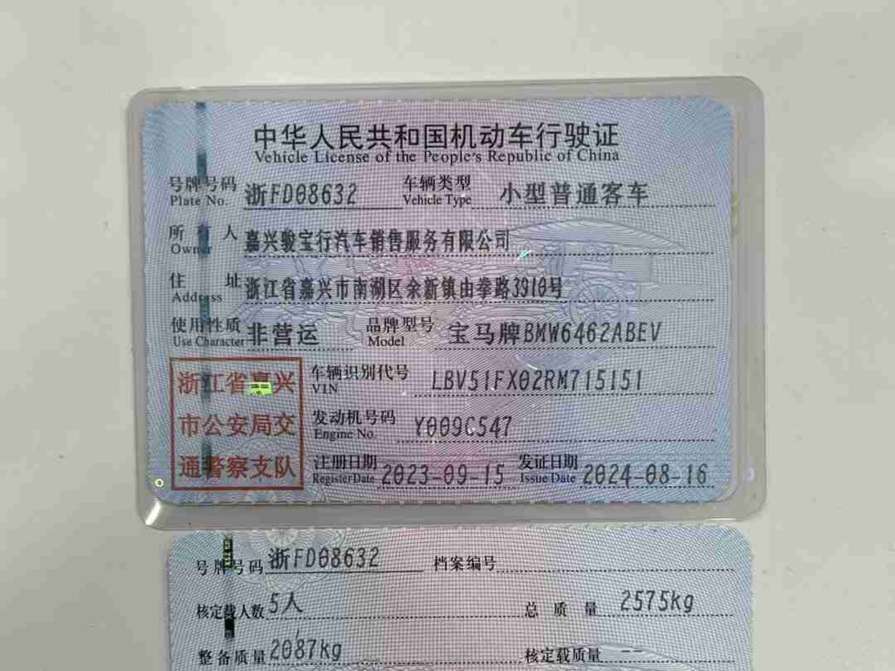 中华人民共和国机动车行驶证
Vehicle License of the People's Republic of China
号牌号码 浙FD08632 车辆类型 小型普通客车
Plate No. Vehicle Type
所有人 嘉兴骏宝行汽车销售服务有限公司
Owner
住址 浙江省嘉兴市南湖区余新镇由拳路3910号
Address
使用性质 非营运 品牌型号 宝马牌BMW6462ABEV
Use Character Model
浙江省嘉兴
市公安局交
通警察支队
车辆识别代号 LBV51FX02RM715151
VIN
发动机号码 Y009C547
Engine No.
注册日期 2023-09-15 发证日期 2024-08-16
Register Date Issue Date
号牌号码 浙FD08632 档案编号
核定载人数 5人 总质量 2575kg
整备质量 2087kg 核定载质量 --